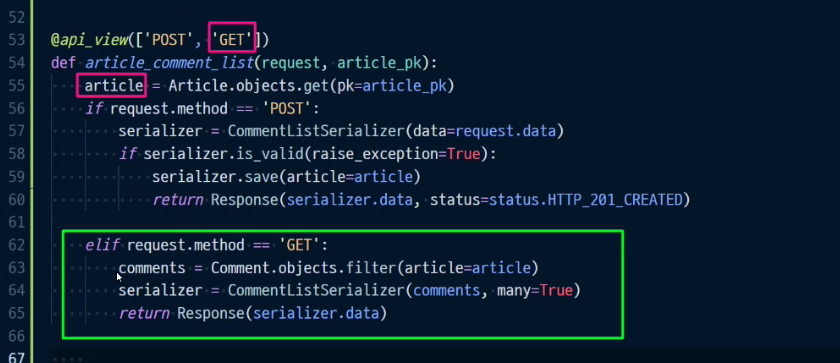 52
53 @api_view(['POST', 'GET'])
54 def article_comment_list(request, article_pk):
55 article = Article.objects.get(pk=article_pk)
56 if request.method == 'POST':
57 serializer = CommentListSerializer(data=request.data)
58 if serializer.is_valid(raise_exception=True):
59 serializer.save(article=article)
60 return Response(serializer.data, status=status.HTTP_201_CREATED)
61
62 elif request.method == 'GET':
63 comments = Comment.objects.filter(article=article)
64 serializer = CommentListSerializer(comments, many=True)
65 return Response(serializer.data)
66
67